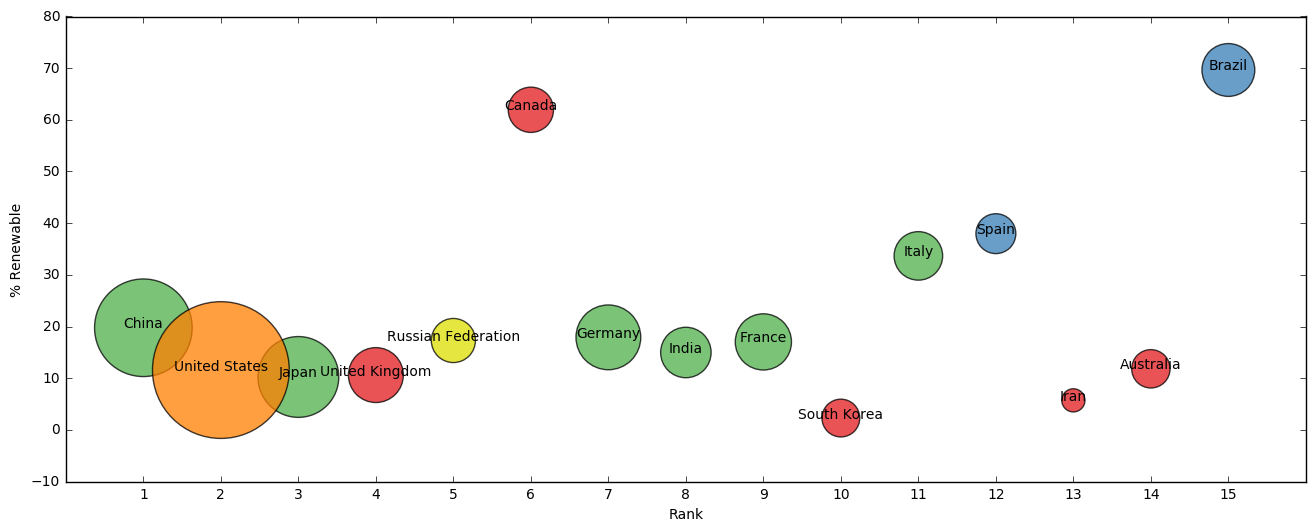 80
70
60
50
40
30
20
10
0
−10
% Renewable
Brazil
Canada
Spain
Italy
China
Russian Federation
Germany
France
India
United States
Japan
United Kingdom
Australia
Iran
South Korea
1 2 3 4 5 6 7 8 9 10 11 12 13 14 15
Rank